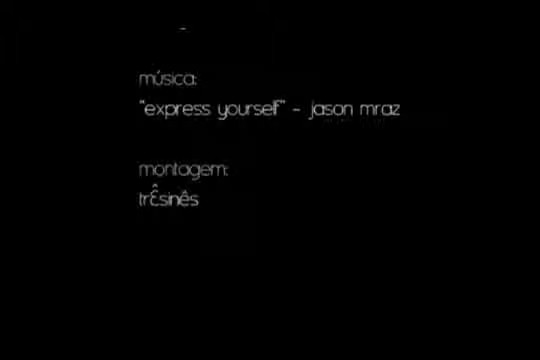 -
música:
"express yourself" - jason mraz
montagem:
trÊsinês